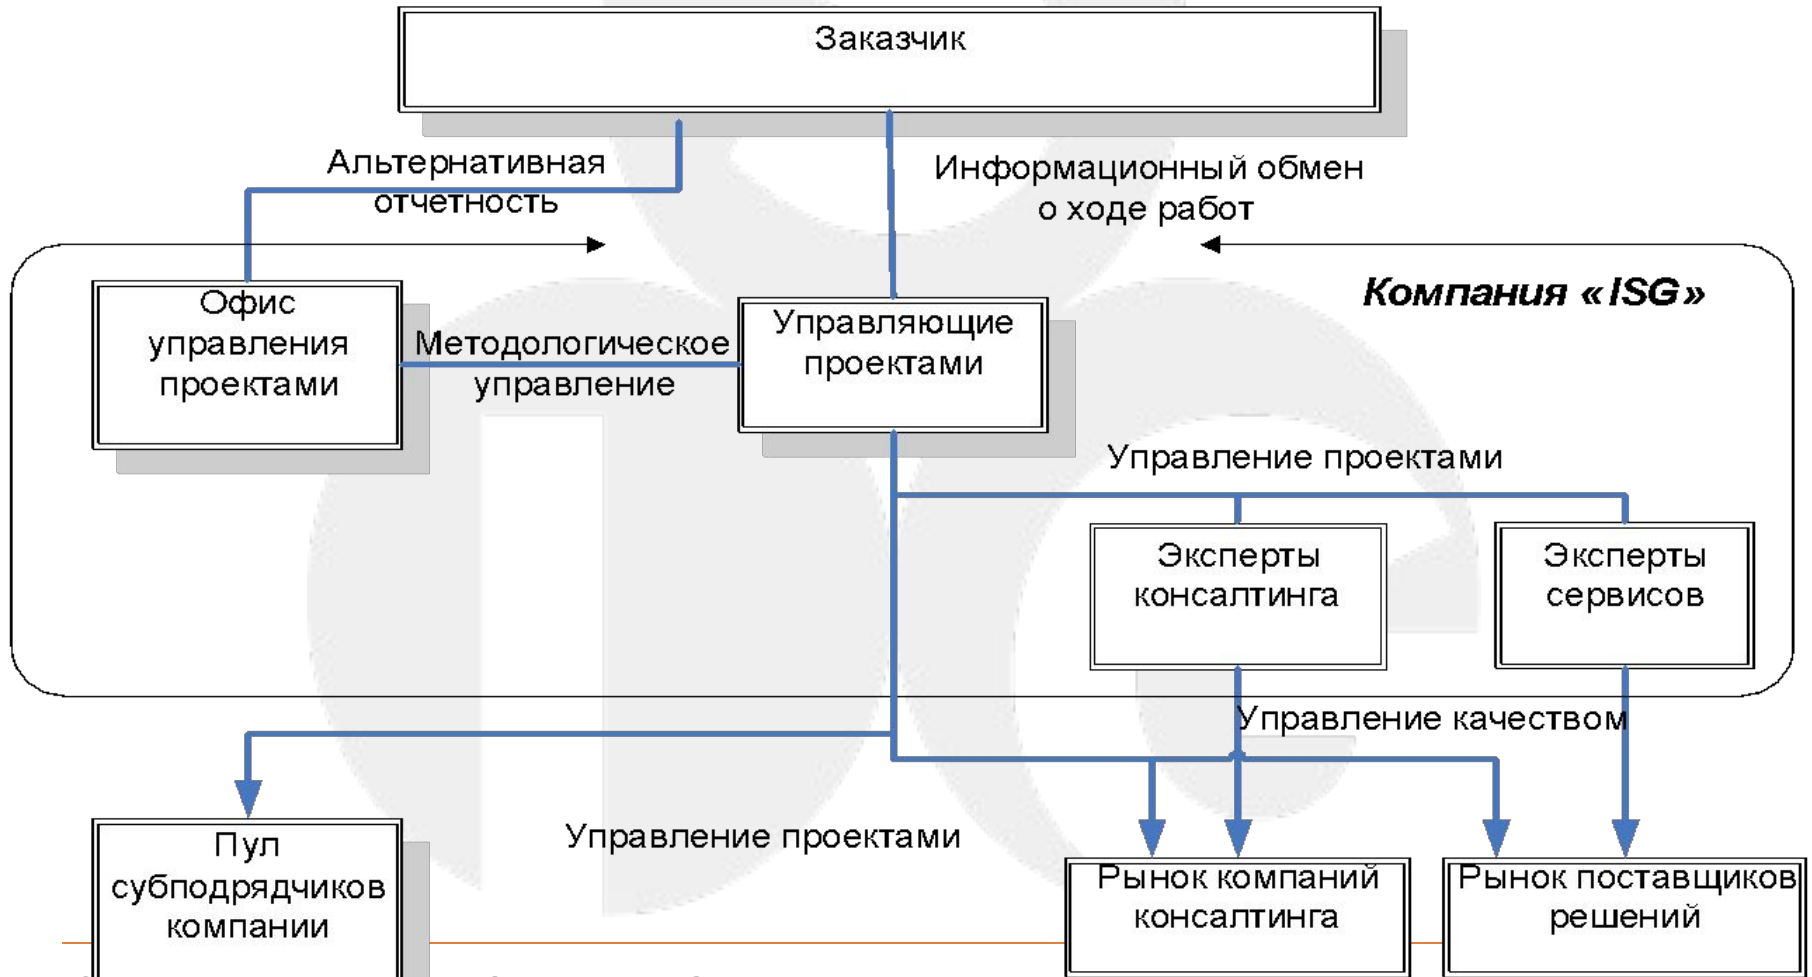 Заказчик
Альтернативная
отчетность
Информационный обмен
о ходе работ
Компания «ISG»
Офис
управления
проектами
Методологическое
управление
Управляющие
проектами
Управление проектами
Эксперты
консалтинга
Эксперты
сервисов
Управление качеством
Управление проектами
Пул
субподрядчиков
компании
Рынок компаний
консалтинга
Рынок поставщиков
решений